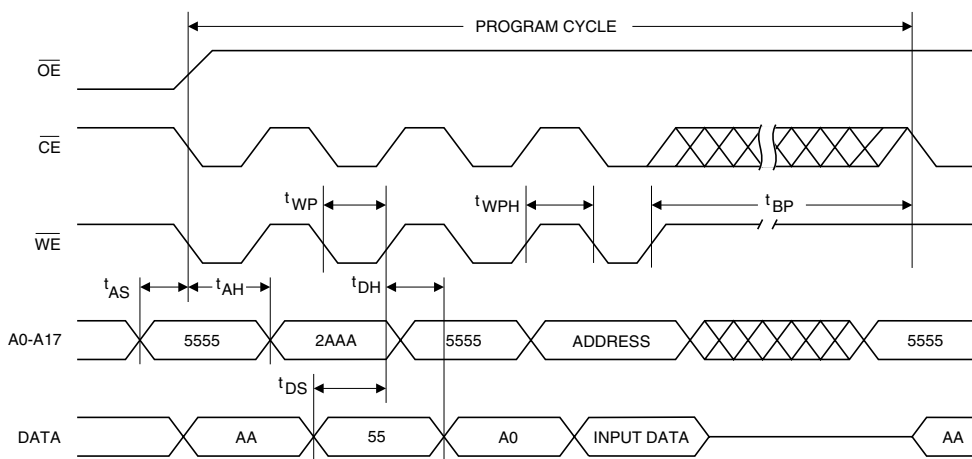 PROGRAM CYCLE
OE
CE
tWP
tWPH
tBP
WE
tAS
tAH
tDH
A0-A17
5555
2AAA
5555
ADDRESS
5555
tDS
DATA
AA
55
A0
INPUT DATA
AA